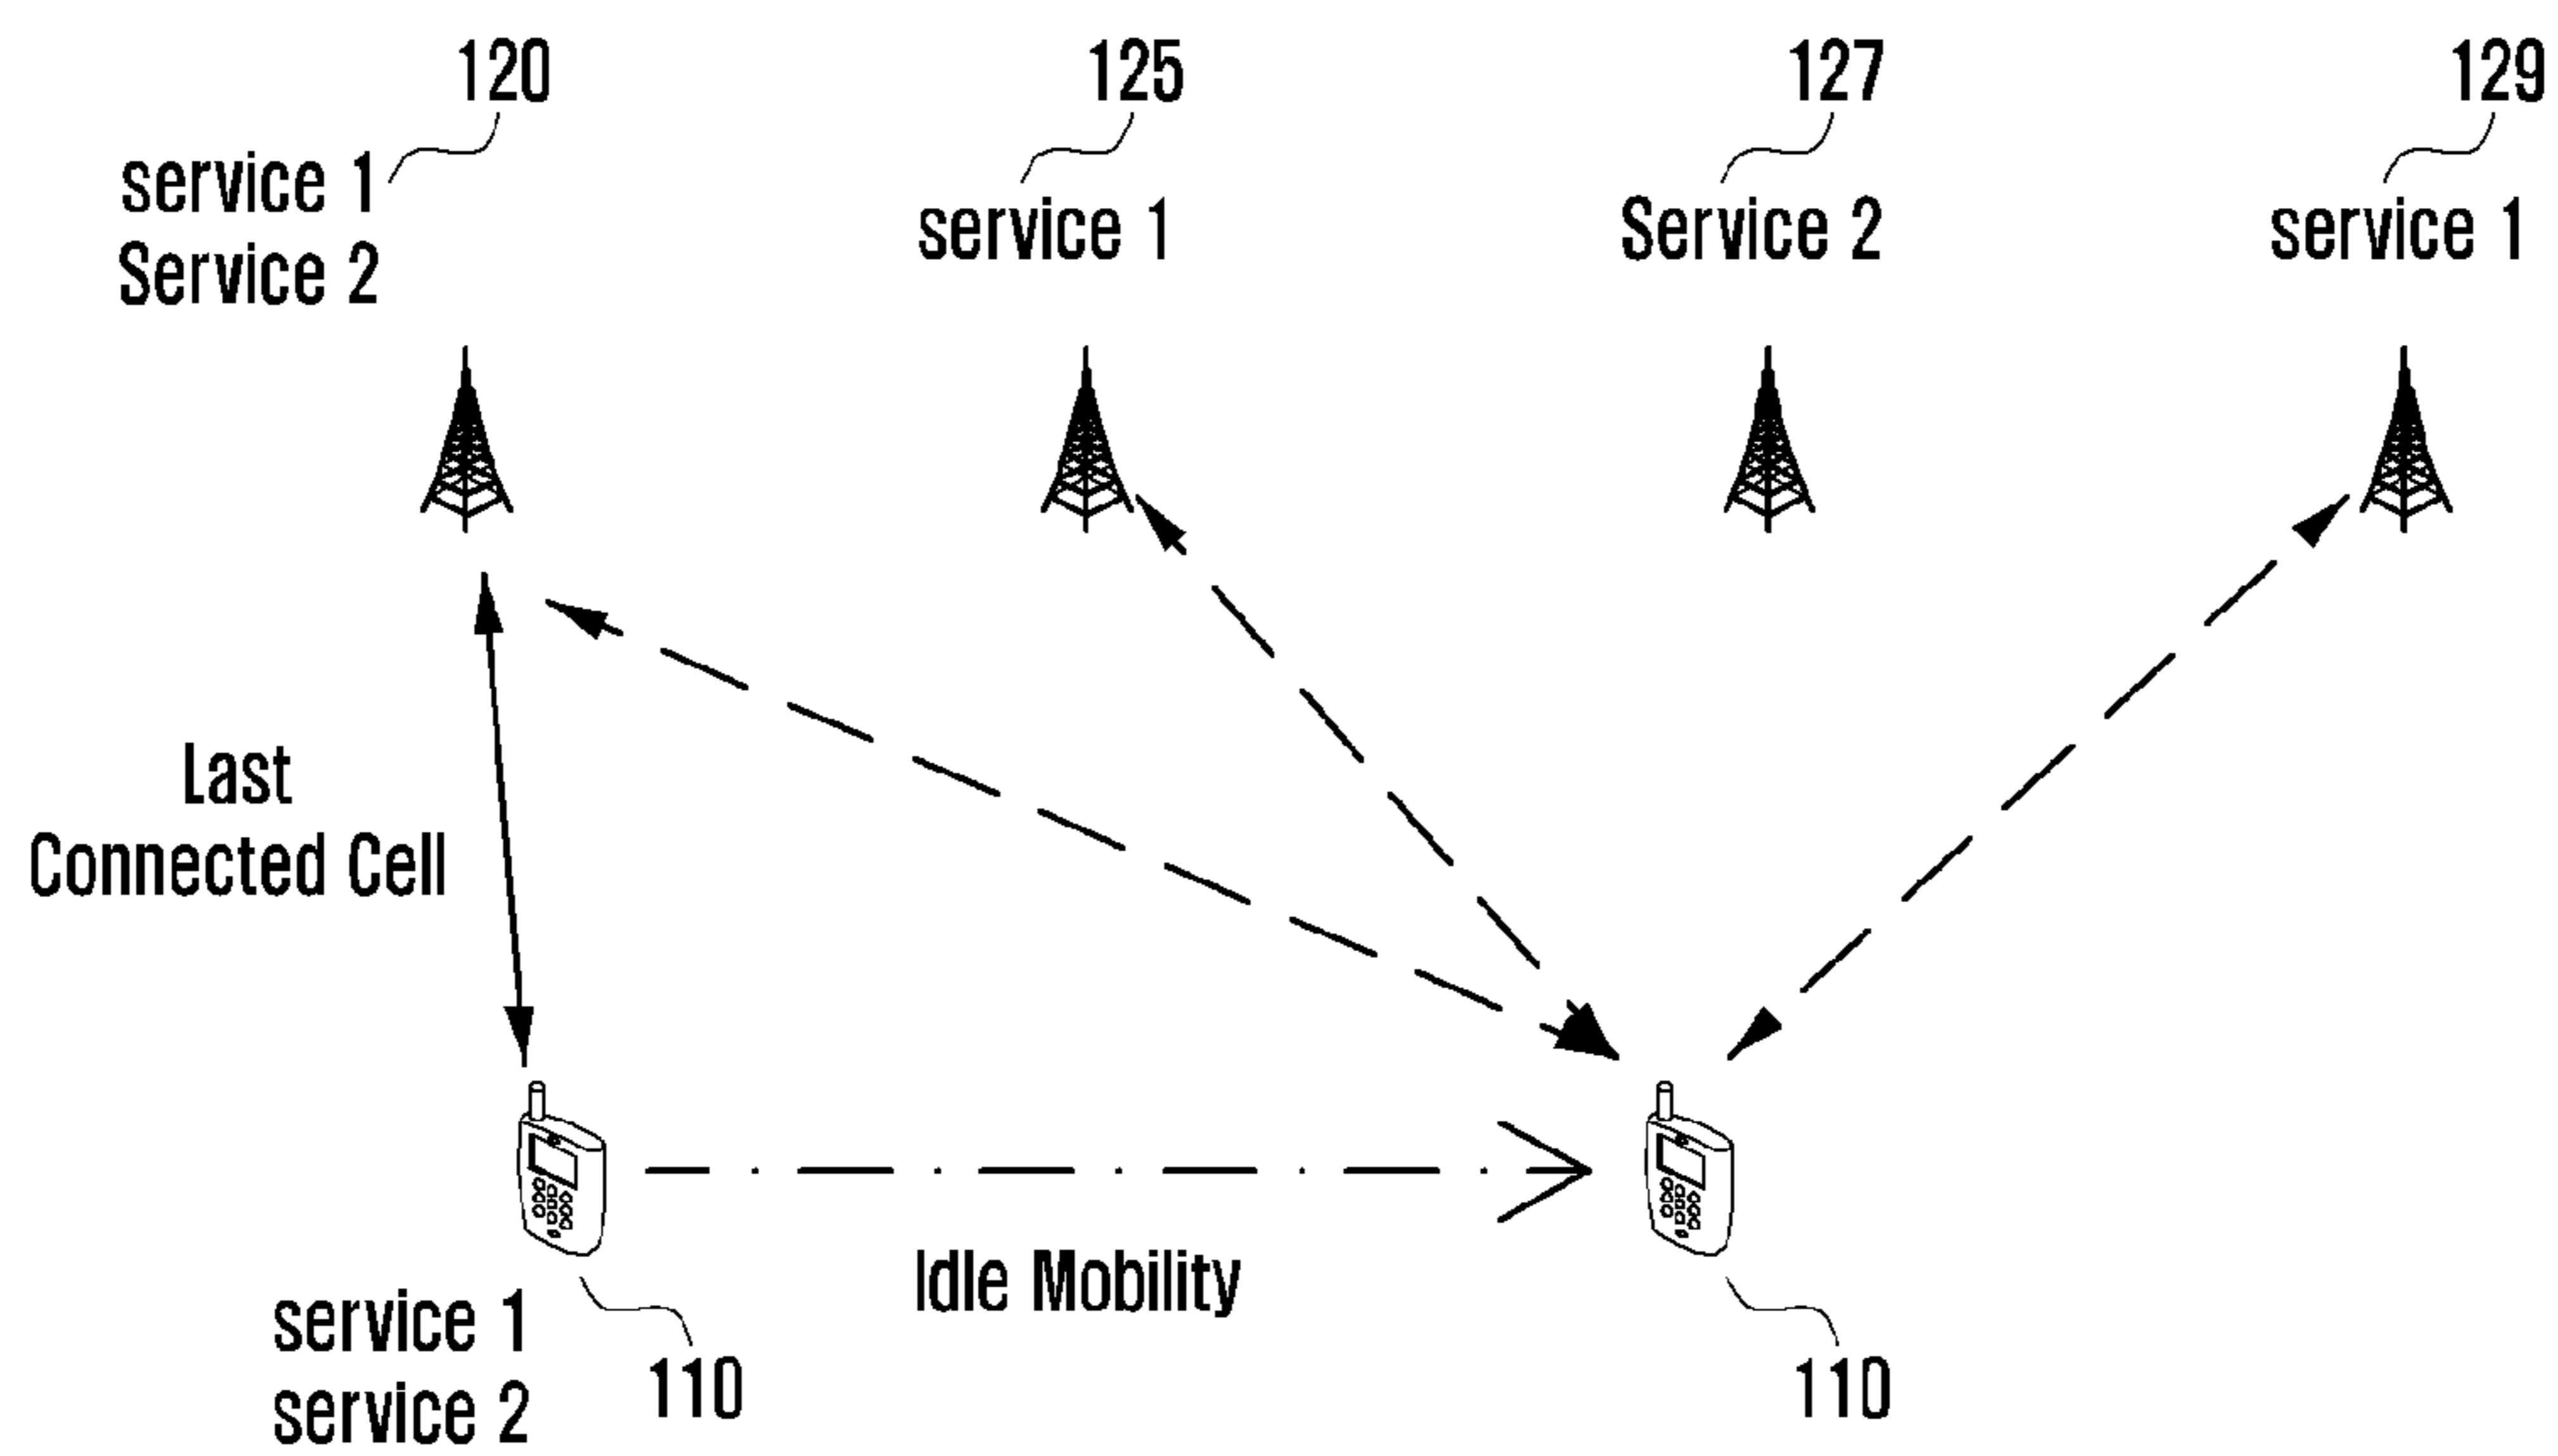 120
125
127
129
service 1
Service 2
service 1
Service 2
service 1
Last
Connected Cell
Idle Mobility
service 1
service 2
110
110